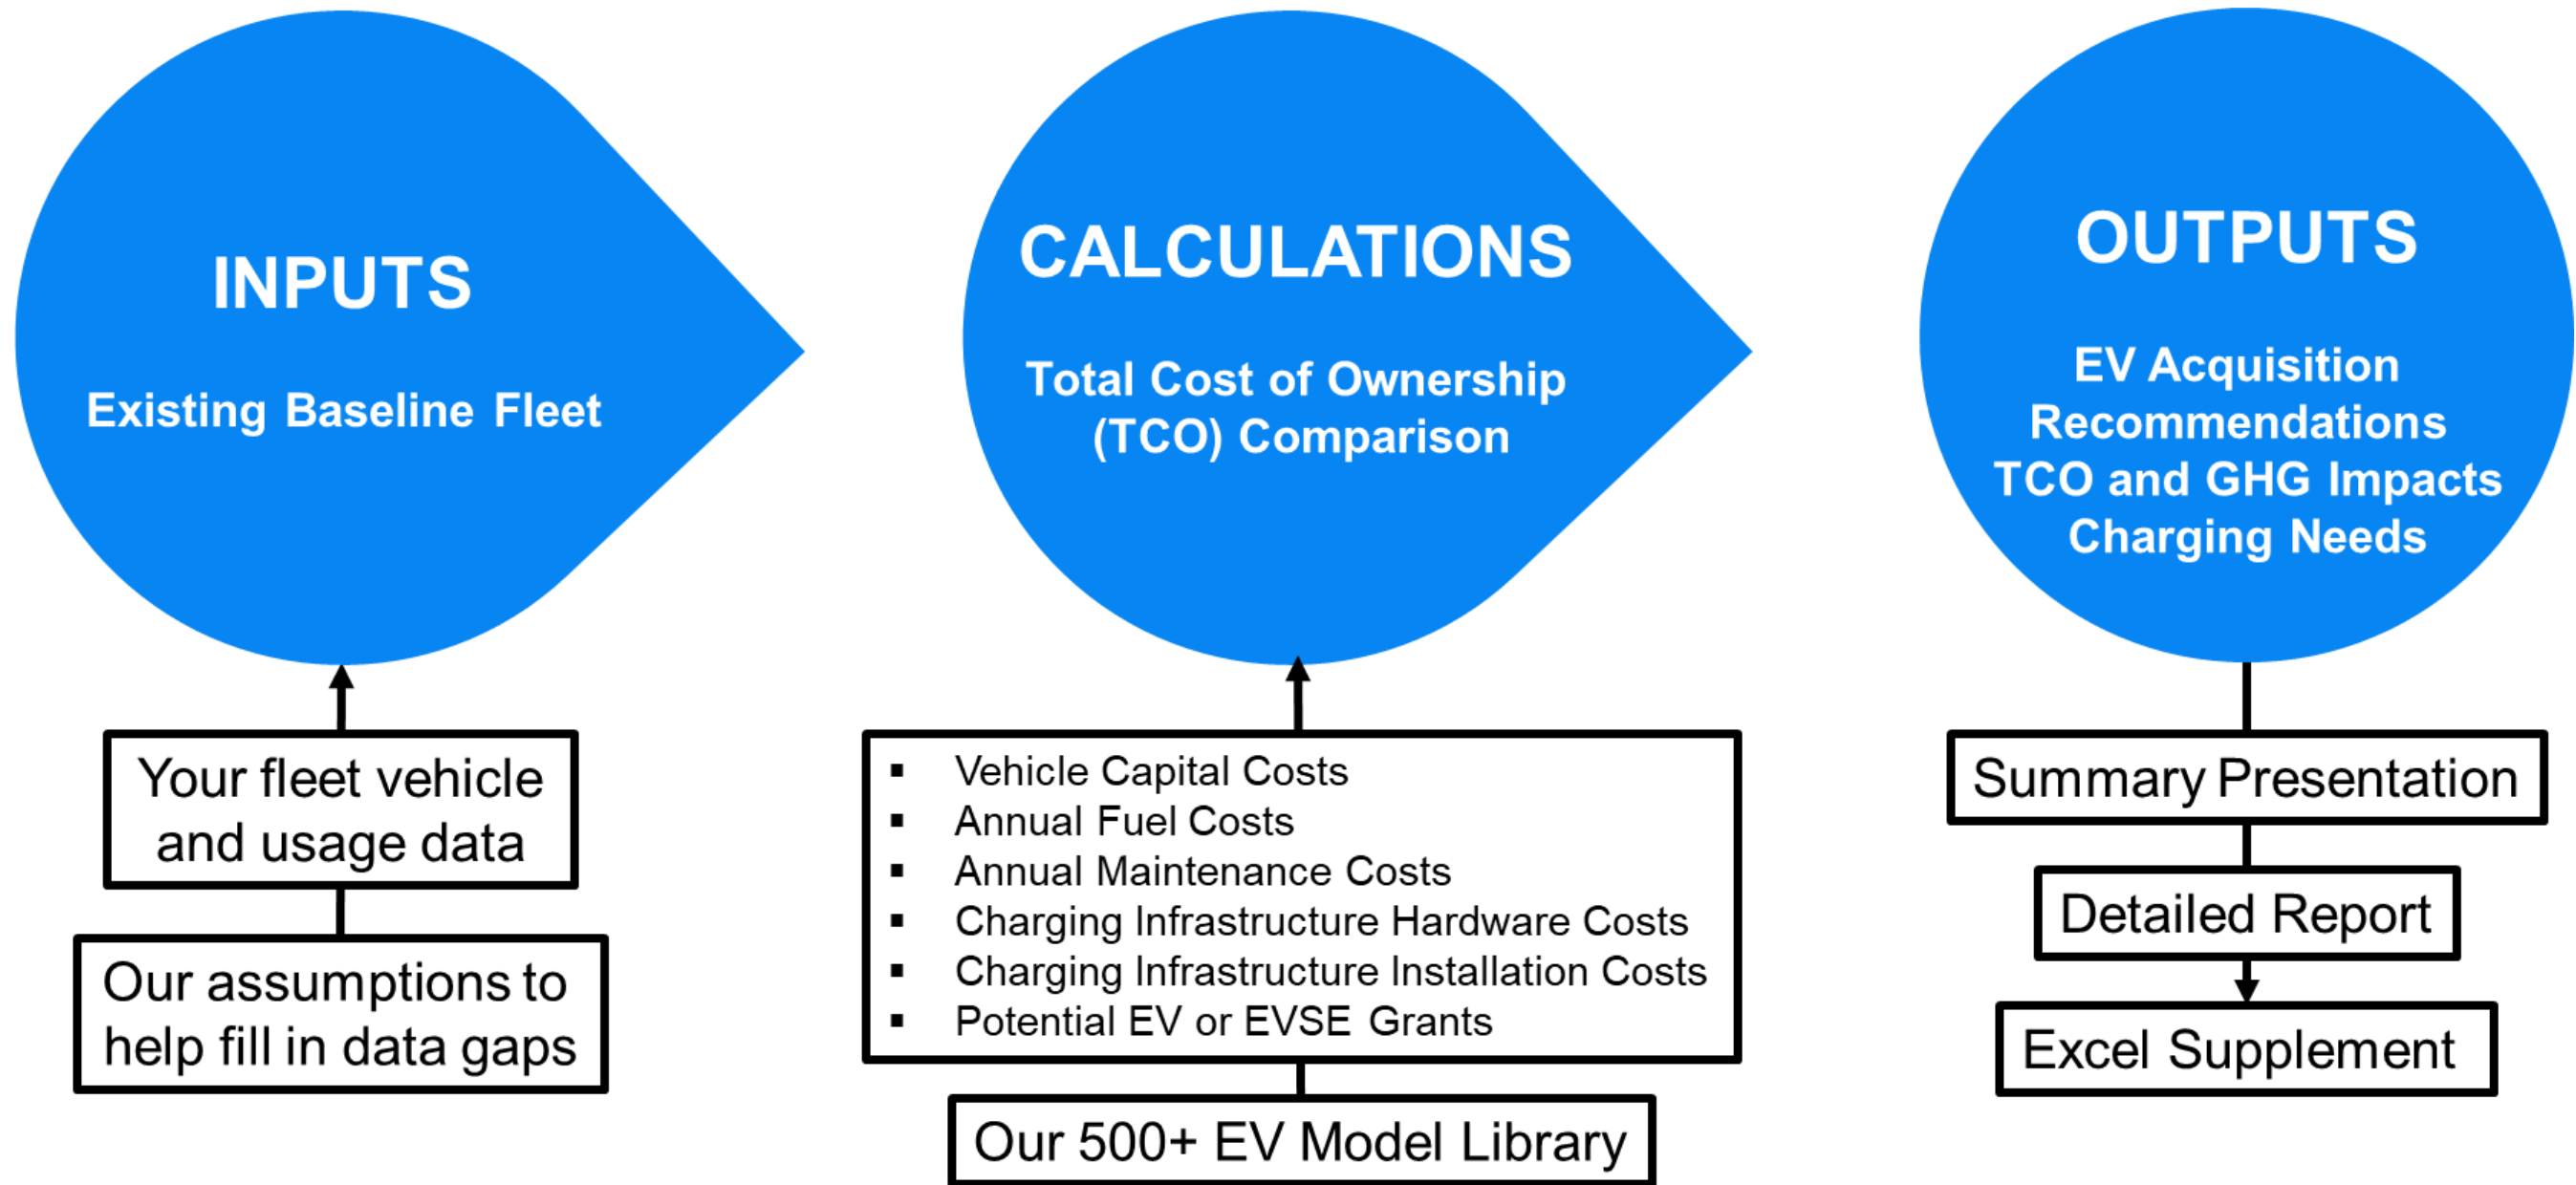 INPUTS
Existing Baseline Fleet
Your fleet vehicle
and usage data
Our assumptions to
help fill in data gaps
CALCULATIONS
Total Cost of Ownership
(TCO) Comparison
▪ Vehicle Capital Costs
▪ Annual Fuel Costs
▪ Annual Maintenance Costs
▪ Charging Infrastructure Hardware Costs
▪ Charging Infrastructure Installation Costs
▪ Potential EV or EVSE Grants
Our 500+ EV Model Library
OUTPUTS
EV Acquisition
Recommendations
TCO and GHG Impacts
Charging Needs
Summary Presentation
Detailed Report
Excel Supplement